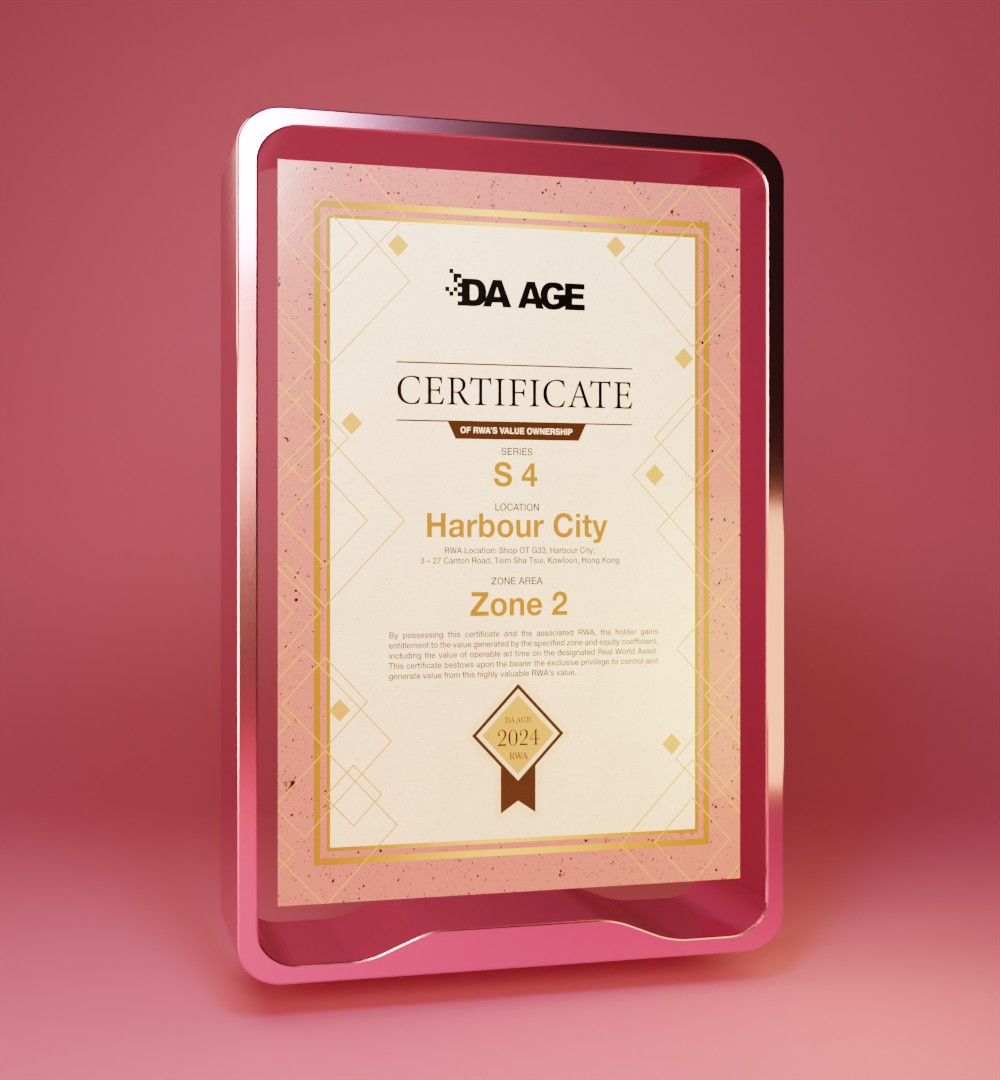 DA AGE
CERTIFICATE
OF RWA'S VALUE OWNERSHIP
SERIES
S 4
LOCATION
Harbour City
RWA Location: Shop OT G33, Harbour City,
3 – 27 Canton Road, Tsim Sha Tsui, Kowloon, Hong Kong
ZONE AREA
Zone 2
By possessing this certificate and the associated RWA, the holder gains
entitlement to the value generated by the specified zone and equity coefficient,
including the value of operable ad time on the designated Real World Asset.
This certificate bestows upon the bearer the exclusive privilege to control and
generate value from this highly valuable RWA's value.
DA AGE
2024
RWA